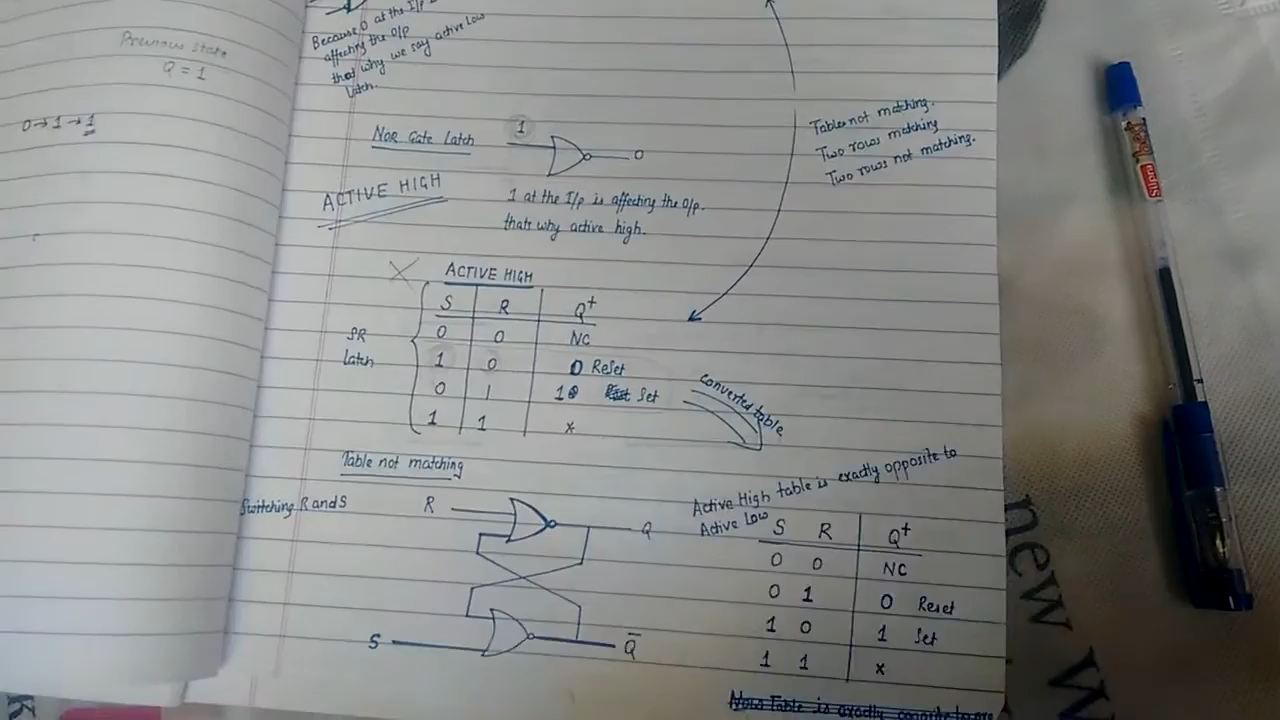 Because 0 at the I/p
affecting the O/p
that why we say active Low
Latch.
Previous state
Q = 1
0→1→1
NOR Gate Latch
1
0
ACTIVE HIGH
1 at the I/p is affecting the O/p.
thats why active high.
Table not matching.
Two rows matching
Two rows not matching.
ACTIVE HIGH
S R Q+
0 0 NC
SR
Latch
1 0 0 Reset
0 1 1 Set
1 1 x
converted table
Table not matching
Switching R and S
R
Q
S
Q̅
Active High table is exactly opposite to
Active Low
S R Q+
0 0 NC
0 1 0 Reset
1 0 1 Set
1 1 x
new w
k